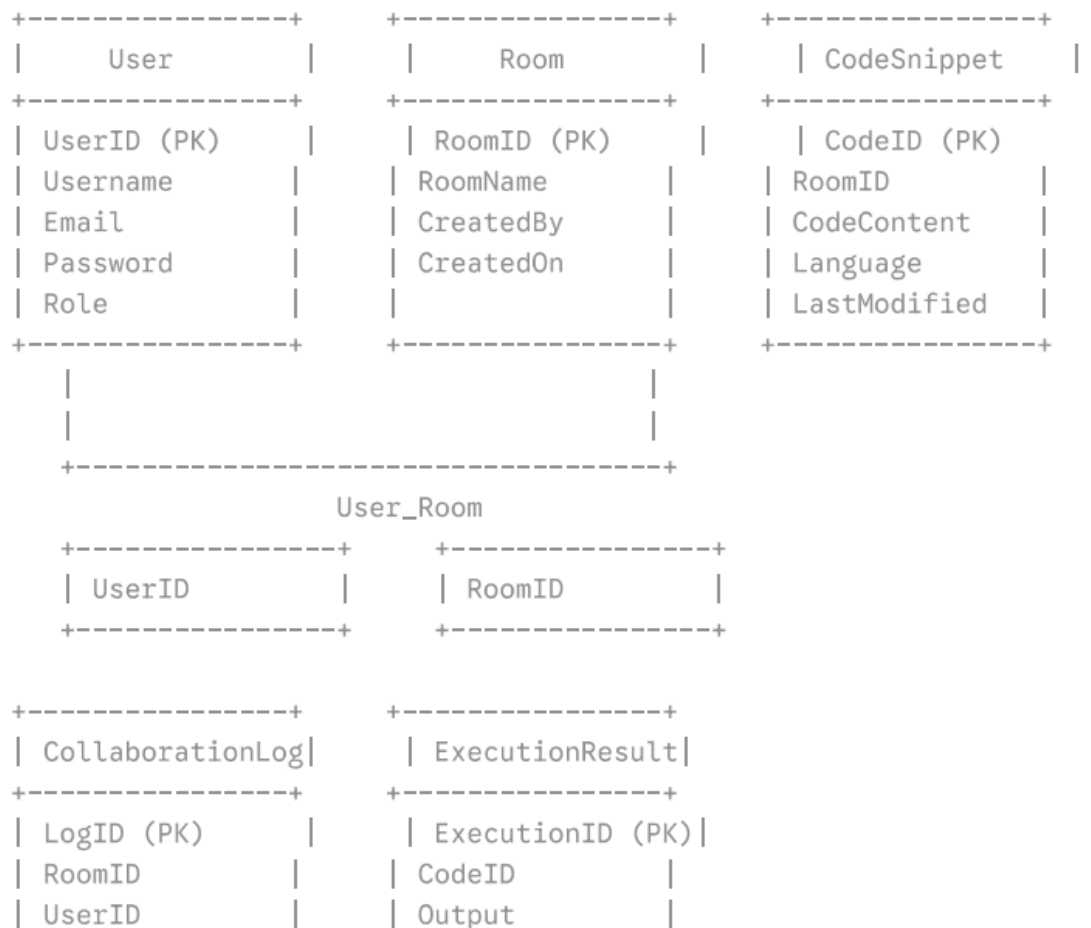 +----------------+ +-----------------+ +----------------+
| User | | Room | | CodeSnippet |
+----------------+ +-----------------+ +----------------+
| UserID (PK) | | RoomID (PK) | | CodeID (PK)
| Username | | RoomName | | RoomID |
| Email | | CreatedBy | | CodeContent |
| Password | | CreatedOn | | Language |
| Role | | | | LastModified |
+----------------+ +-----------------+ +----------------+
| |
| |
+------------------------------------+
User_Room
+----------------+ +----------------+
| UserID | | RoomID |
+----------------+ +----------------+
+----------------+ +-----------------+
| CollaborationLog| | ExecutionResult|
+----------------+ +-----------------+
| LogID (PK) | | ExecutionID (PK)|
| RoomID | | CodeID |
| UserID | | Output |